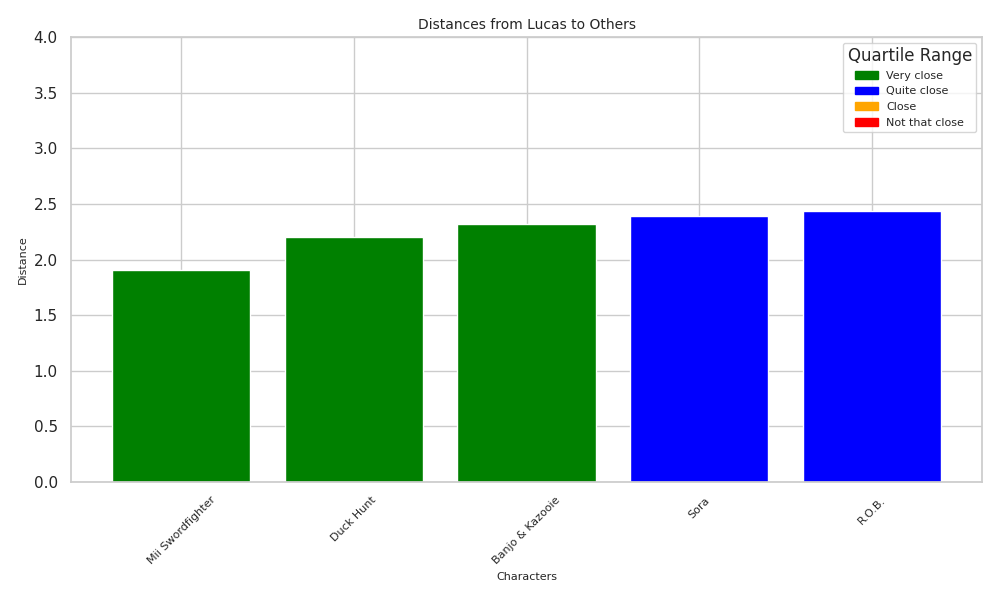 Distances from Lucas to Others
Quartile Range
Very close
Quite close
Close
Not that close
Distance
4.0
3.5
3.0
2.5
2.0
1.5
1.0
0.5
0.0
Mii Swordfighter
Duck Hunt
Banjo & Kazooie
Sora
R.O.B.
Characters